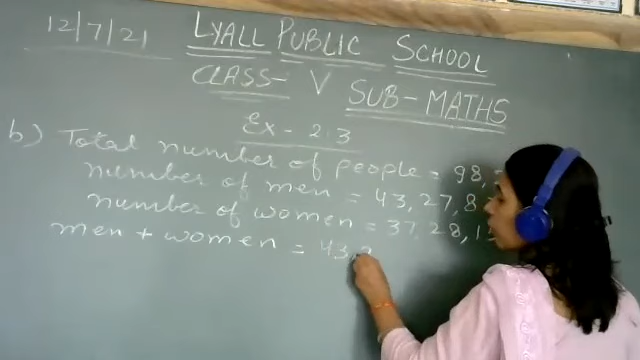 12/7/21 LYALL PUBLIC SCHOOL
CLASS- V SUB- MATHS
Ex - 2.3
b) Total number of people = 98,
number of men = 43,27,8
number of women = 37,28,1
men + women = 43,